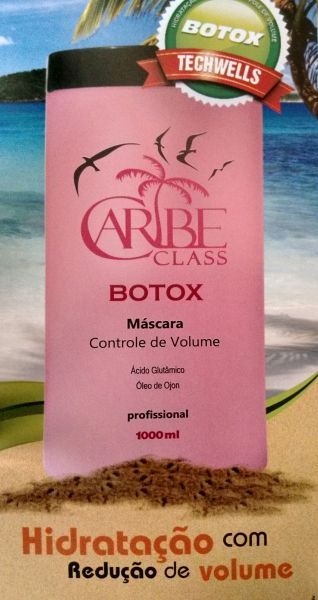 BOTOX
TECHWELLS
CARIBE
CLASS
BOTOX
Máscara
Controle de Volume
Ácido Glutâmico
Óleo de Ojon
profissional
1000ml
Hidratação com
Redução de volume